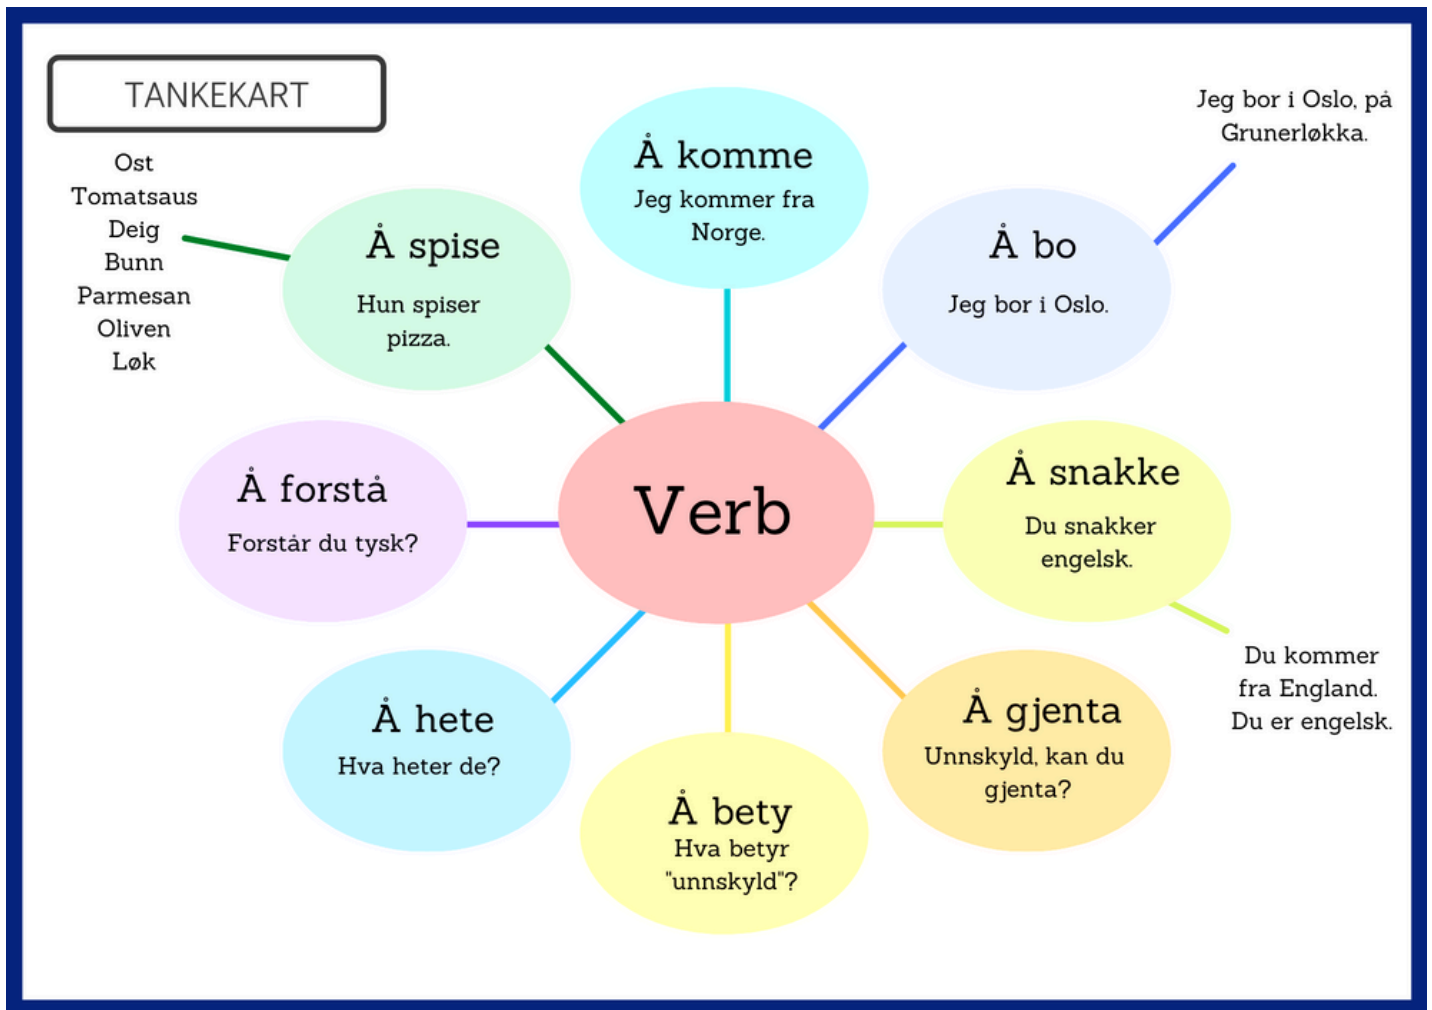 TANKEKART
Ost
Tomatsaus
Deig
Bunn
Parmesan
Oliven
Løk
Å spise
Hun spiser
pizza.
Å komme
Jeg kommer fra
Norge.
Å bo
Jeg bor i Oslo.
Jeg bor i Oslo, på
Grunerløkka.
Å forstå
Forstår du tysk?
Verb
Å snakke
Du snakker
engelsk.
Du kommer
fra England.
Du er engelsk.
Å hete
Hva heter de?
Å bety
Hva betyr
"unnskyld"?
Å gjenta
Unnskyld, kan du
gjenta?